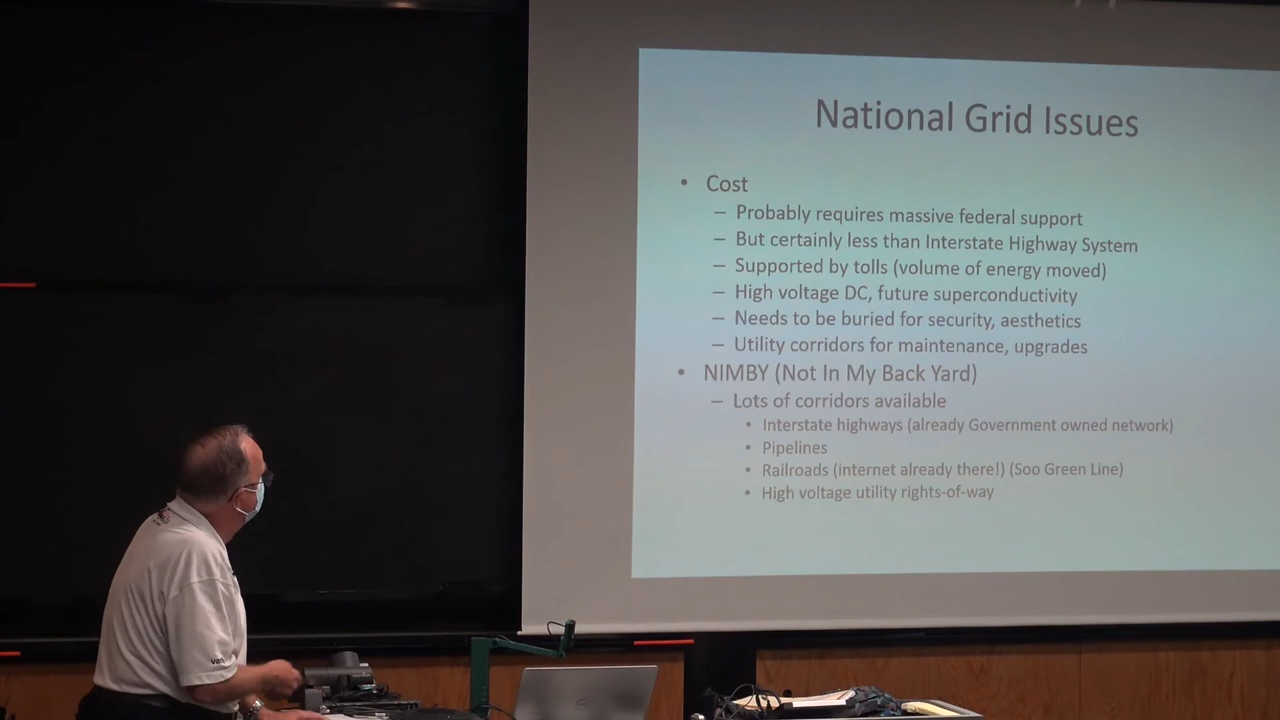 National Grid Issues
• Cost
– Probably requires massive federal support
– But certainly less than Interstate Highway System
– Supported by tolls (volume of energy moved)
– High voltage DC, future superconductivity
– Needs to be buried for security, aesthetics
– Utility corridors for maintenance, upgrades
• NIMBY (Not In My Back Yard)
– Lots of corridors available
• Interstate highways (already Government owned network)
• Pipelines
• Railroads (internet already there!) (Soo Green Line)
• High voltage utility rights-of-way